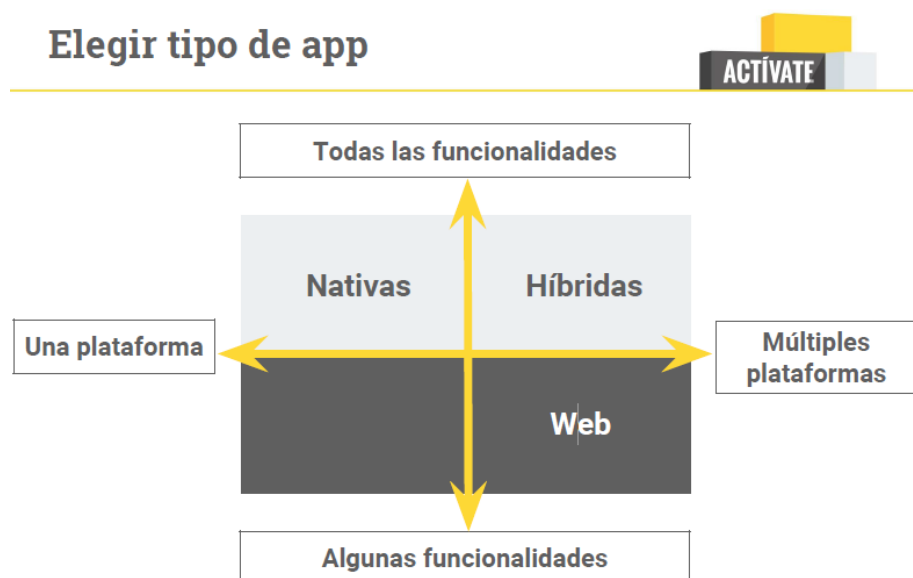 Elegir tipo de app
ACTÍVATE
Todas las funcionalidades
Nativas
Híbridas
Una plataforma
Múltiples
plataformas
Web
Algunas funcionalidades